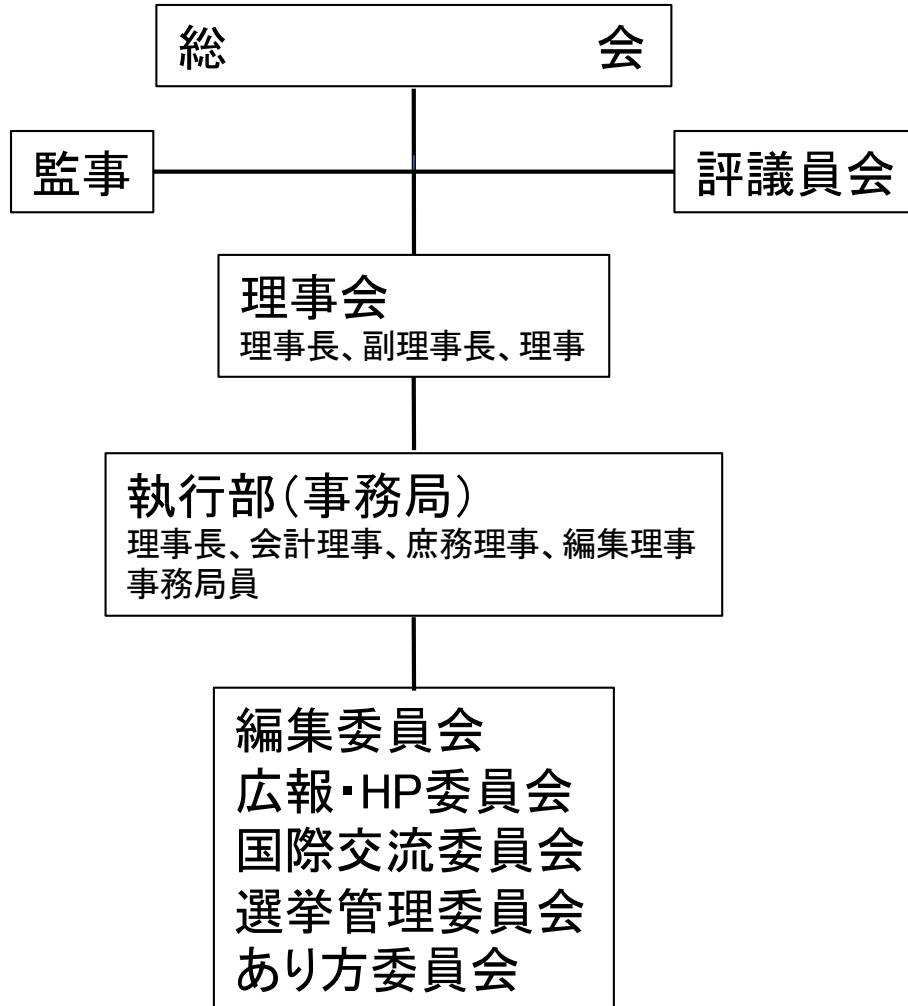 総　会
監事
評議員会
理事会
理事長、副理事長、理事
執行部(事務局)
理事長、会計理事、庶務理事、編集理事
事務局員
編集委員会
広報・HP委員会
国際交流委員会
選挙管理委員会
あり方委員会